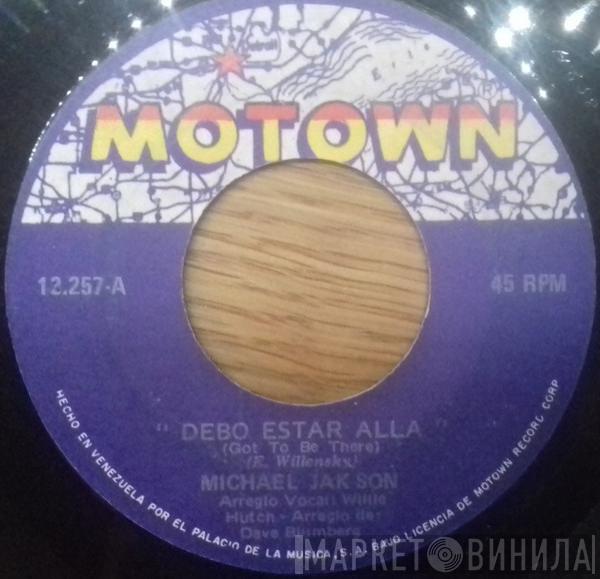 Detroit
Erie
MOTOWN
®
12.257-A
45 RPM
" DEBO ESTAR ALLA "
(Got To Be There)
(E. Willensky)
MICHAEL JAKSON
Arreglo Vocal: Willie
Hutch - Arreglo de:
Dave Blumberg
HECHO EN VENEZUELA POR EL PALACIO DE LA MUSICA, S.A. BAJO LICENCIA DE MOTOWN RECORD CORP
МАРКЕТ ВИНИЛА